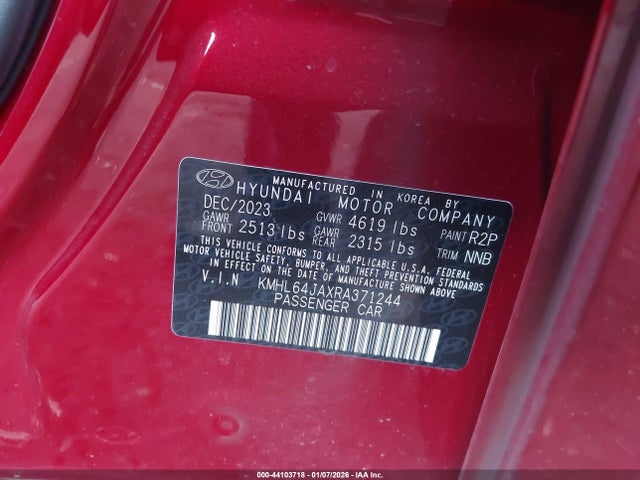 MANUFACTURED IN KOREA BY
HYUNDAI MOTOR COMPANY
DEC/2023 GVWR 4619 lbs PAINT R2P
GAWR FRONT 2513 lbs GAWR REAR 2315 lbs TRIM NNB
THIS VEHICLE CONFORMS TO ALL APPLICABLE U.S.A. FEDERAL
MOTOR VEHICLE SAFETY, BUMPER, AND THEFT PREVENTION STANDARDS
IN EFFECT ON THE DATE OF MANUFACTURE SHOWN ABOVE.
V.I.N KMHL64JAXRA371244
PASSENGER CAR
000-44103718 - 01/07/2026 - IAAI.CA